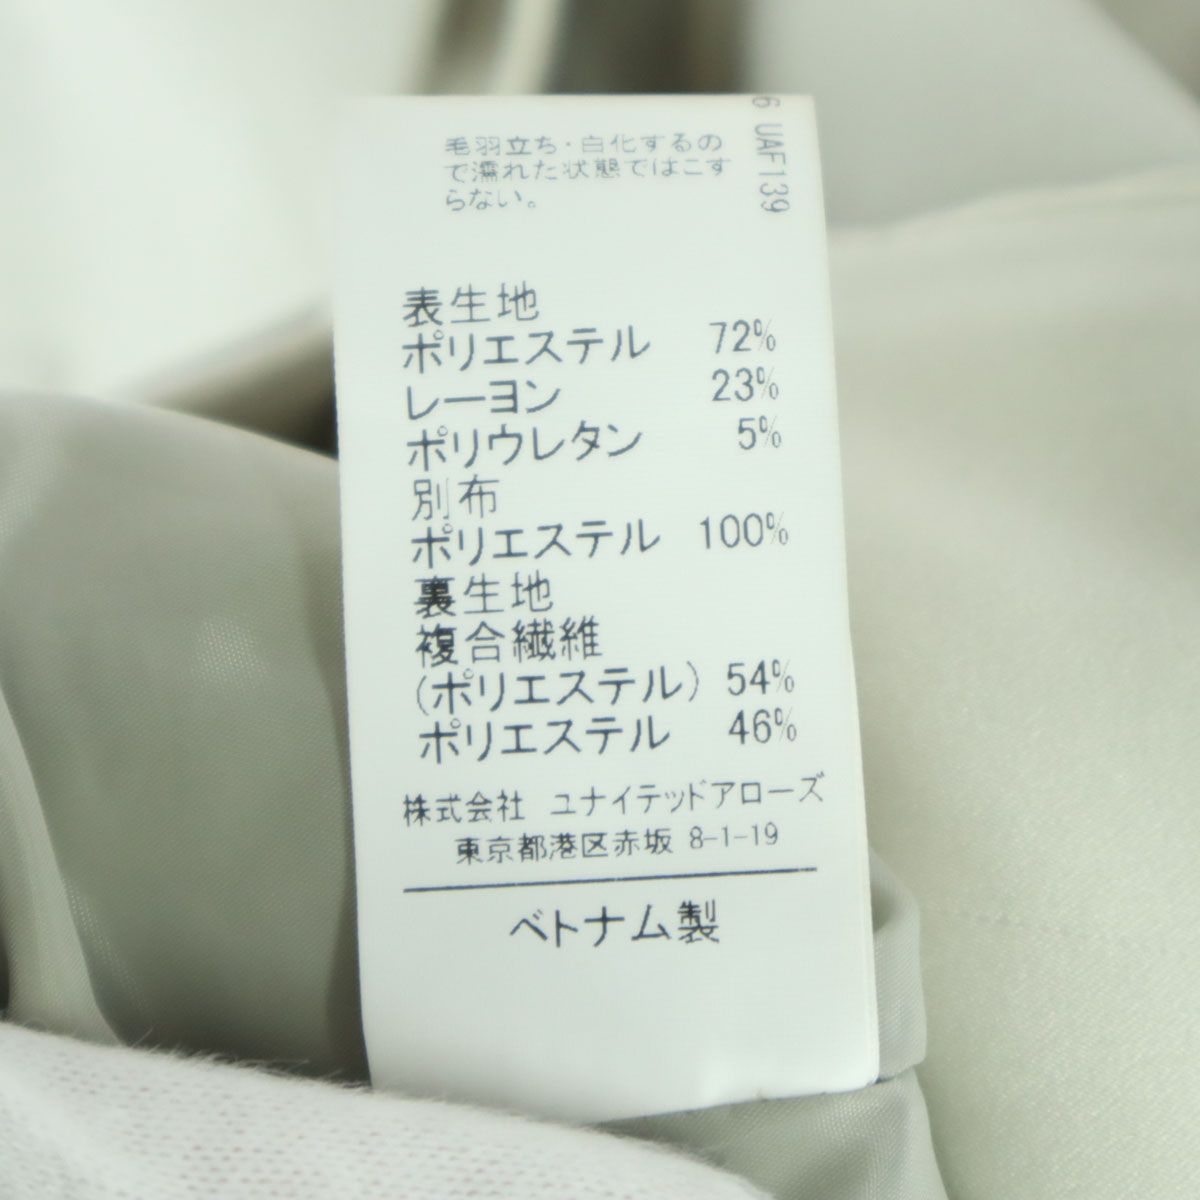 毛羽立ち・白化するの
で濡れた状態ではこす
らない。
6 UAF139
表生地
ポリエステル 72%
レーヨン 23%
ポリウレタン 5%
別布
ポリエステル 100%
裏生地
複合繊維
(ポリエステル) 54%
ポリエステル 46%
株式会社 ユナイテッドアローズ
東京都港区赤坂 8-1-19
ベトナム製